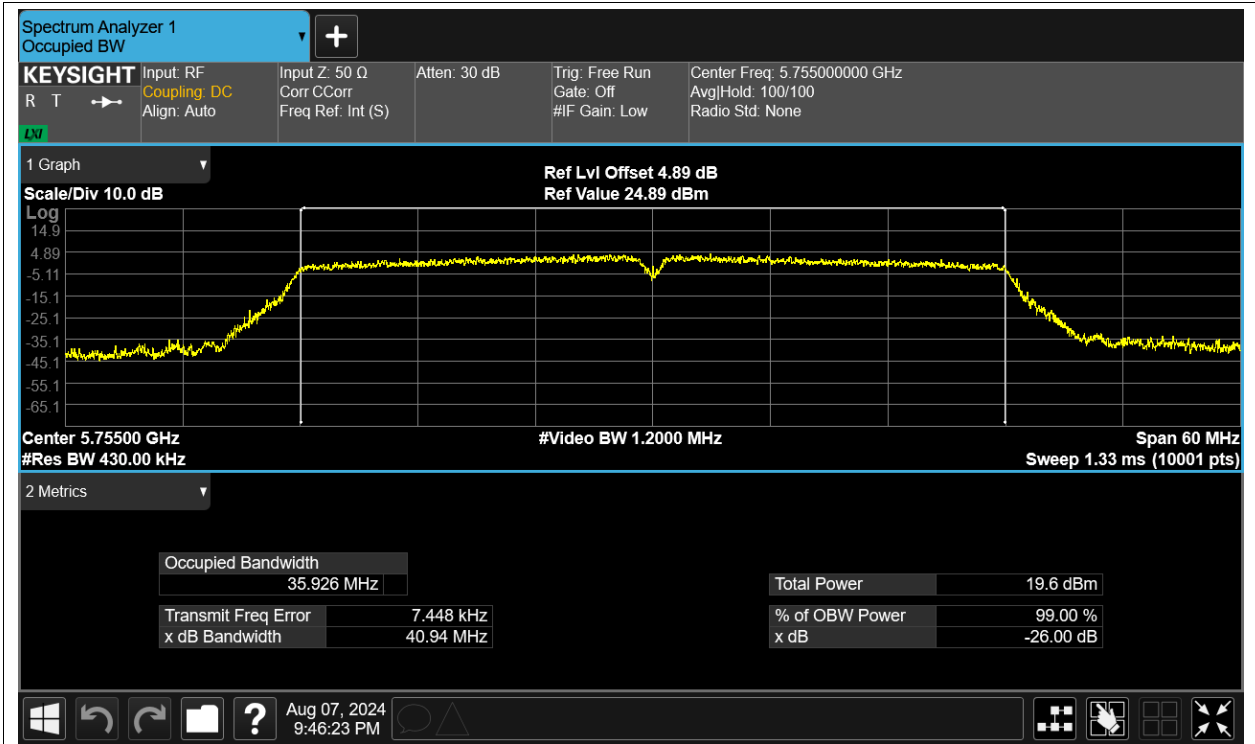 Spectrum Analyzer 1
Occupied BW
KEYSIGHT
R T
LXI
Input: RF
Coupling: DC
Align: Auto
Input Z: 50 Ω
Corr CCorr
Freq Ref: Int (S)
Atten: 30 dB
Trig: Free Run
Gate: Off
#IF Gain: Low
Center Freq: 5.755000000 GHz
Avg|Hold: 100/100
Radio Std: None
1 Graph
Scale/Div 10.0 dB
Ref Lvl Offset 4.89 dB
Ref Value 24.89 dBm
Log
14.9
4.89
-5.11
-15.1
-25.1
-35.1
-45.1
-55.1
-65.1
Center 5.75500 GHz
#Res BW 430.00 kHz
#Video BW 1.2000 MHz
Span 60 MHz
Sweep 1.33 ms (10001 pts)
2 Metrics
Occupied Bandwidth
35.926 MHz
Transmit Freq Error 7.448 kHz
x dB Bandwidth 40.94 MHz
Total Power 19.6 dBm
% of OBW Power 99.00 %
x dB -26.00 dB
?
Aug 07, 2024
9:46:23 PM